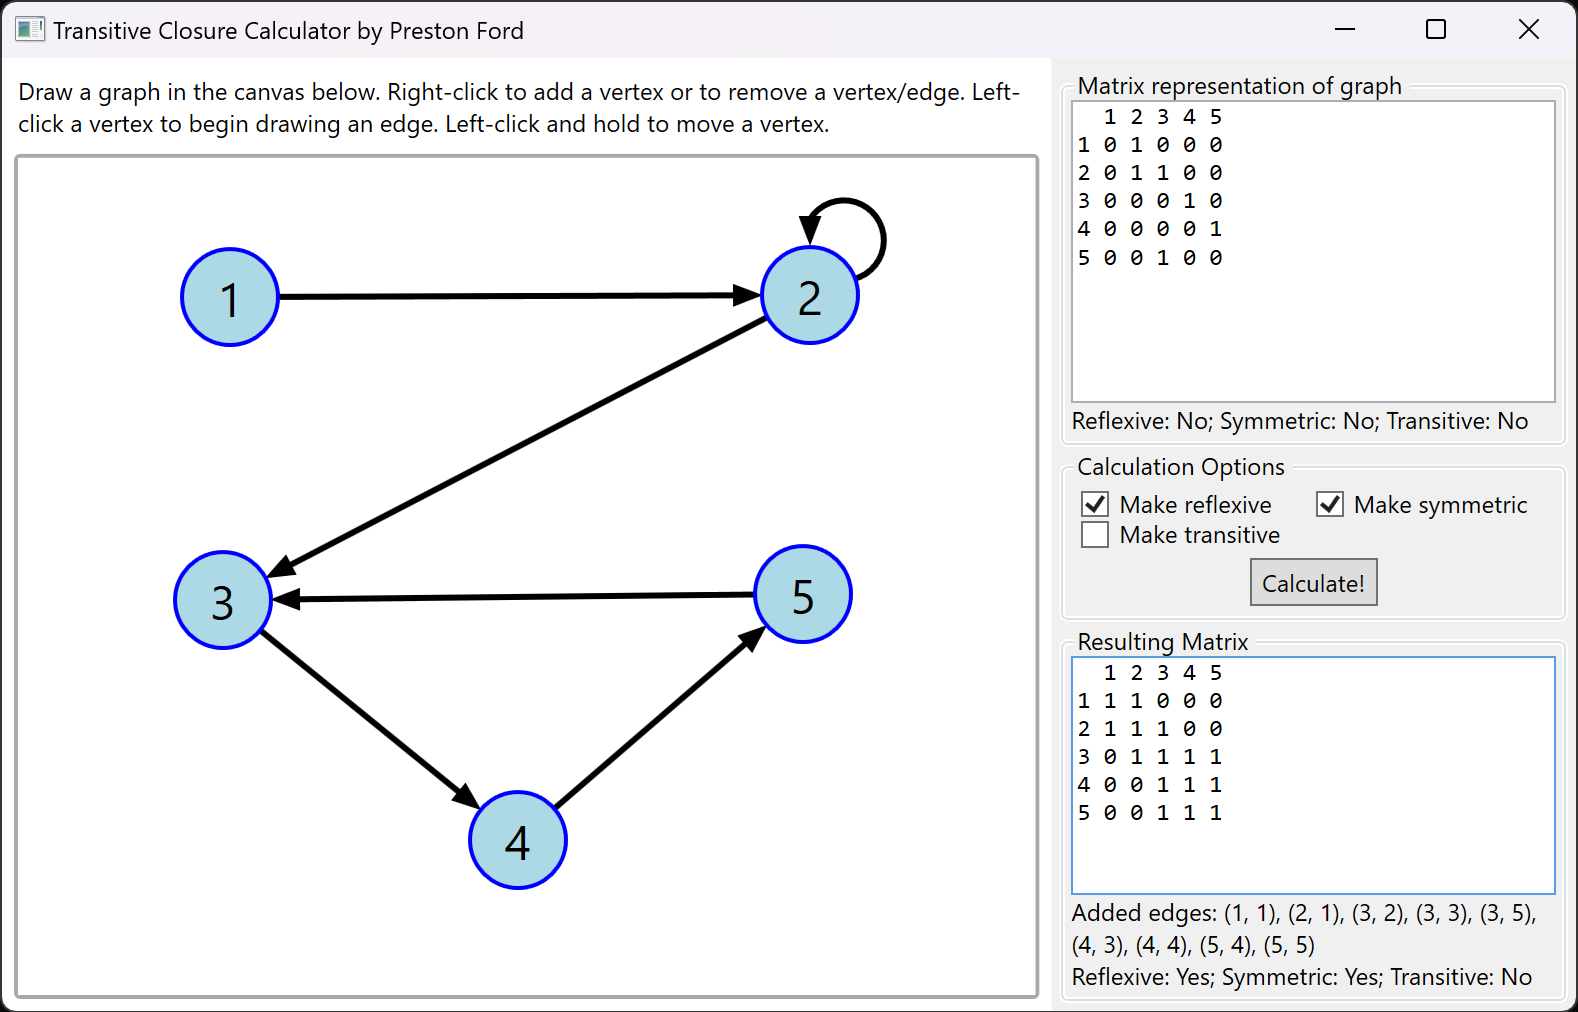 Transitive Closure Calculator by Preston Ford
Draw a graph in the canvas below. Right-click to add a vertex or to remove a vertex/edge. Left-
click a vertex to begin drawing an edge. Left-click and hold to move a vertex.
1
2
3
5
4
Matrix representation of graph
1 2 3 4 5
1 0 1 0 0 0
2 0 1 1 0 0
3 0 0 0 1 0
4 0 0 0 0 1
5 0 0 1 0 0
Reflexive: No; Symmetric: No; Transitive: No
Calculation Options
Make reflexive Make symmetric
Make transitive
Calculate!
Resulting Matrix
1 2 3 4 5
1 1 1 0 0 0
2 1 1 1 0 0
3 0 1 1 1 1
4 0 0 1 1 1
5 0 0 1 1 1
Added edges: (1, 1), (2, 1), (3, 2), (3, 3), (3, 5),
(4, 3), (4, 4), (5, 4), (5, 5)
Reflexive: Yes; Symmetric: Yes; Transitive: No